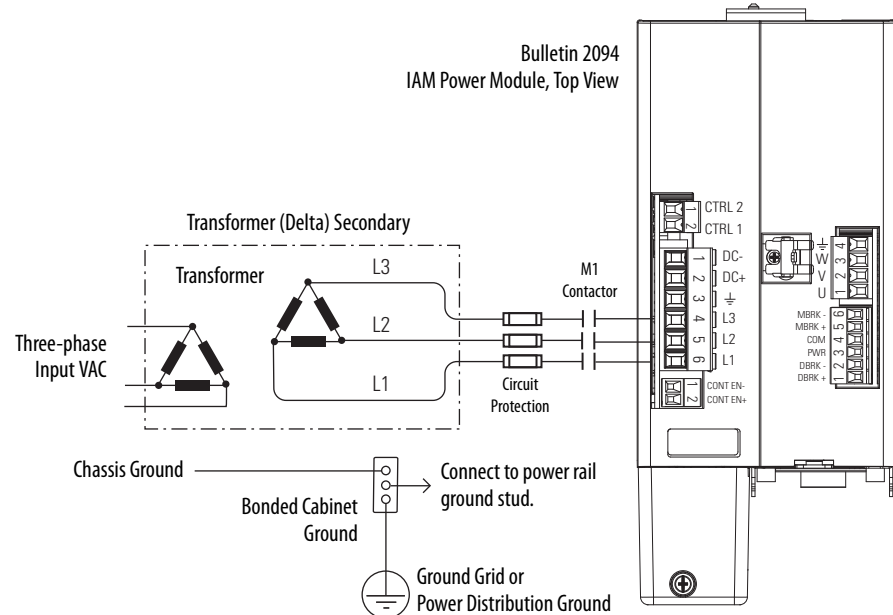 Bulletin 2094
IAM Power Module, Top View
Transformer (Delta) Secondary
Transformer
Three-phase
Input VAC
L3
L2
L1
M1
Contactor
Circuit
Protection
1
2
CTRL 2
CTRL 1
1
2
3
4
5
6
DC-
DC+
L3
L2
L1
1
2
CONT EN-
CONT EN+
W
V
U
4
3
2
1
MBRK -
MBRK +
COM
PWR
DBRK -
DBRK +
6
5
4
3
2
1
Chassis Ground
Bonded Cabinet
Ground
Connect to power rail
ground stud.
Ground Grid or
Power Distribution Ground